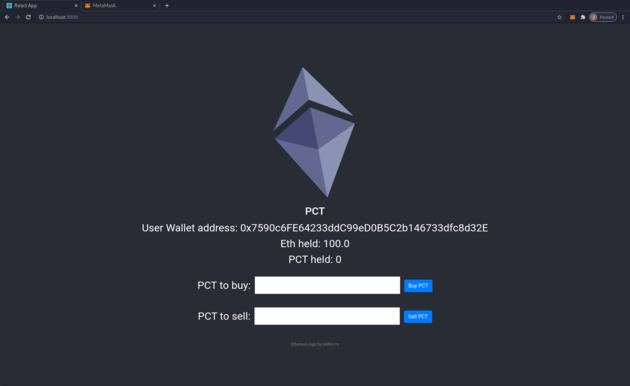 React App
MetaMask
localhost:3000
Paused
PCT
User Wallet address: 0x7590c6FE64233ddC99eD0B5C2b146733dfc8d32E
Eth held: 100.0
PCT held: 0
PCT to buy:
Buy PCT
PCT to sell:
Sell PCT
Ethereum logo by